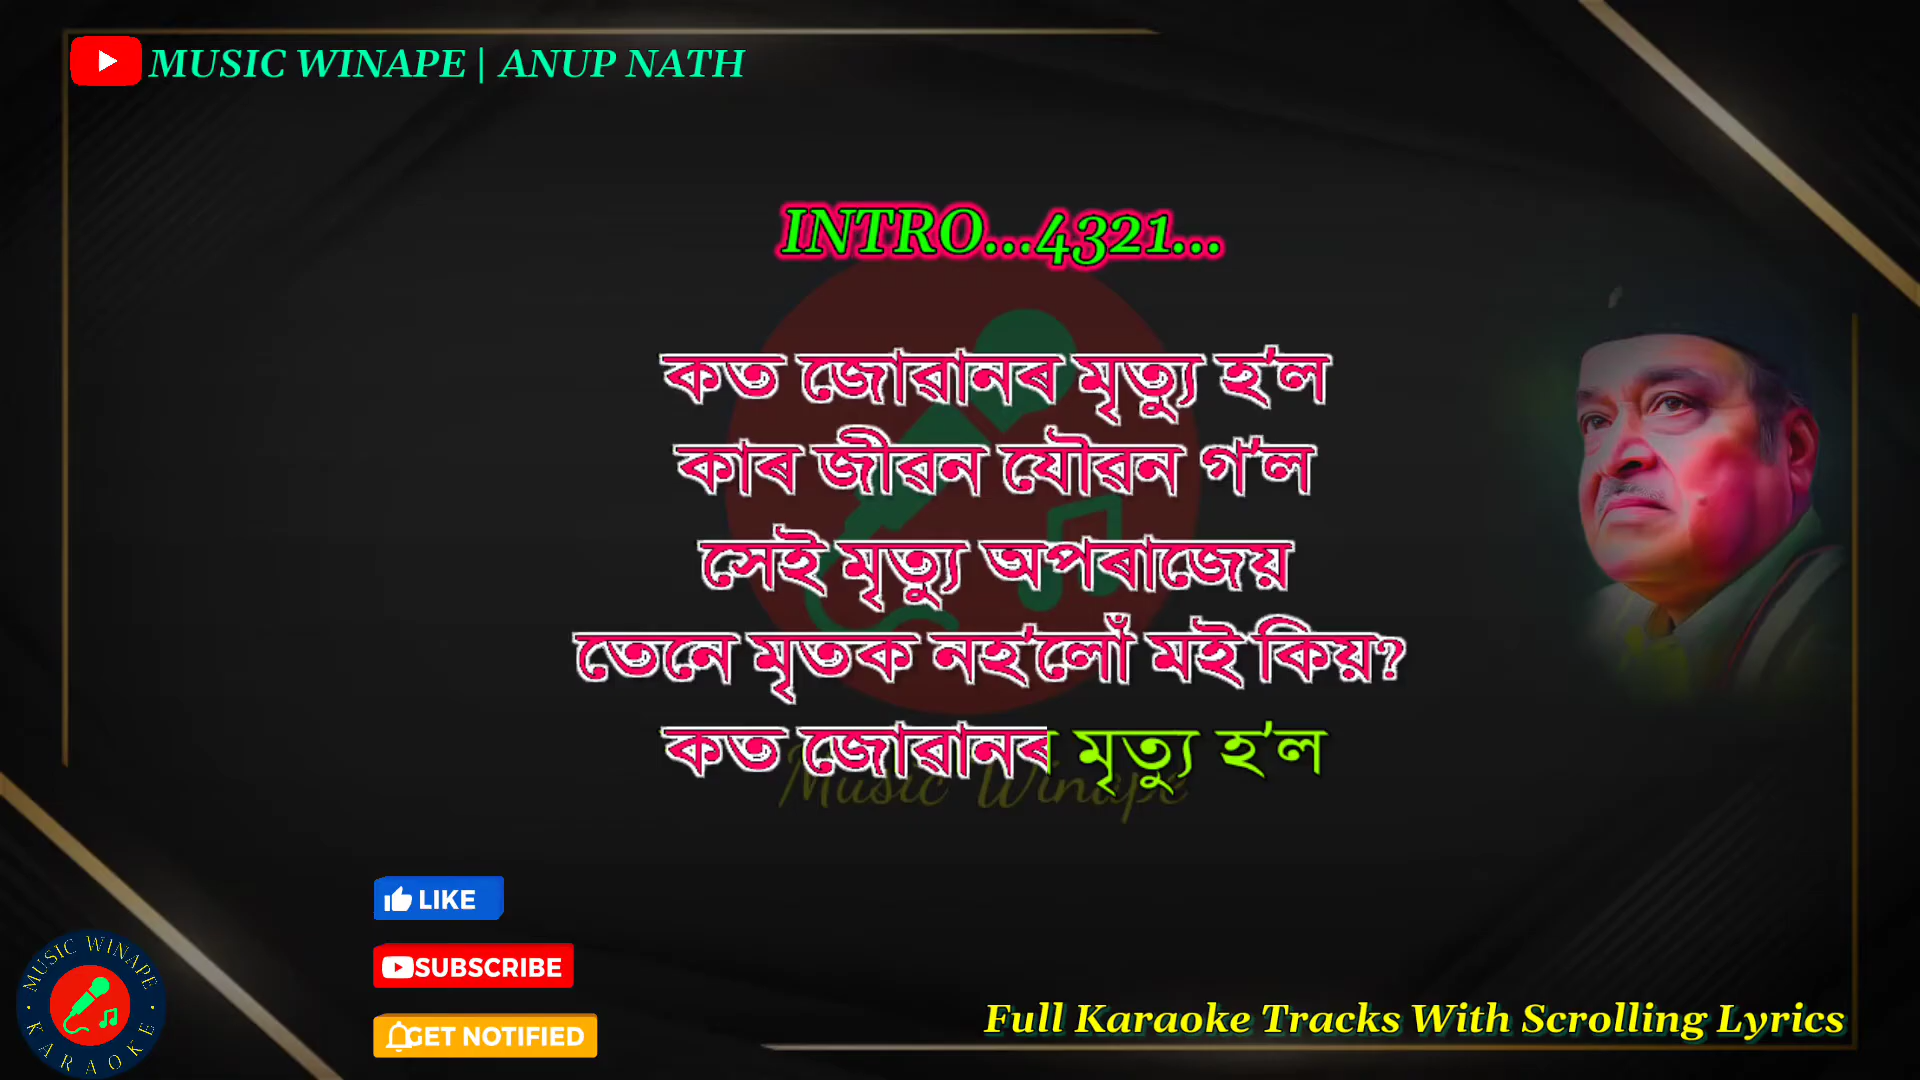 MUSIC WINAPE | ANUP NATH
INTRO...4321...
কত জোৱানৰ মৃত্যু হ'ল
কাৰ জীৱন যৌৱন গ'ল
সেই মৃত্যু অপৰাজেয়
তেনে মৃতক নহ'লোঁ মই কিয়?
কত জোৱানৰ মৃত্যু হ'ল
Music Winape
LIKE
SUBSCRIBE
GET NOTIFIED
MUSIC WINAPE
KARAOKE
Full Karaoke Tracks With Scrolling Lyrics